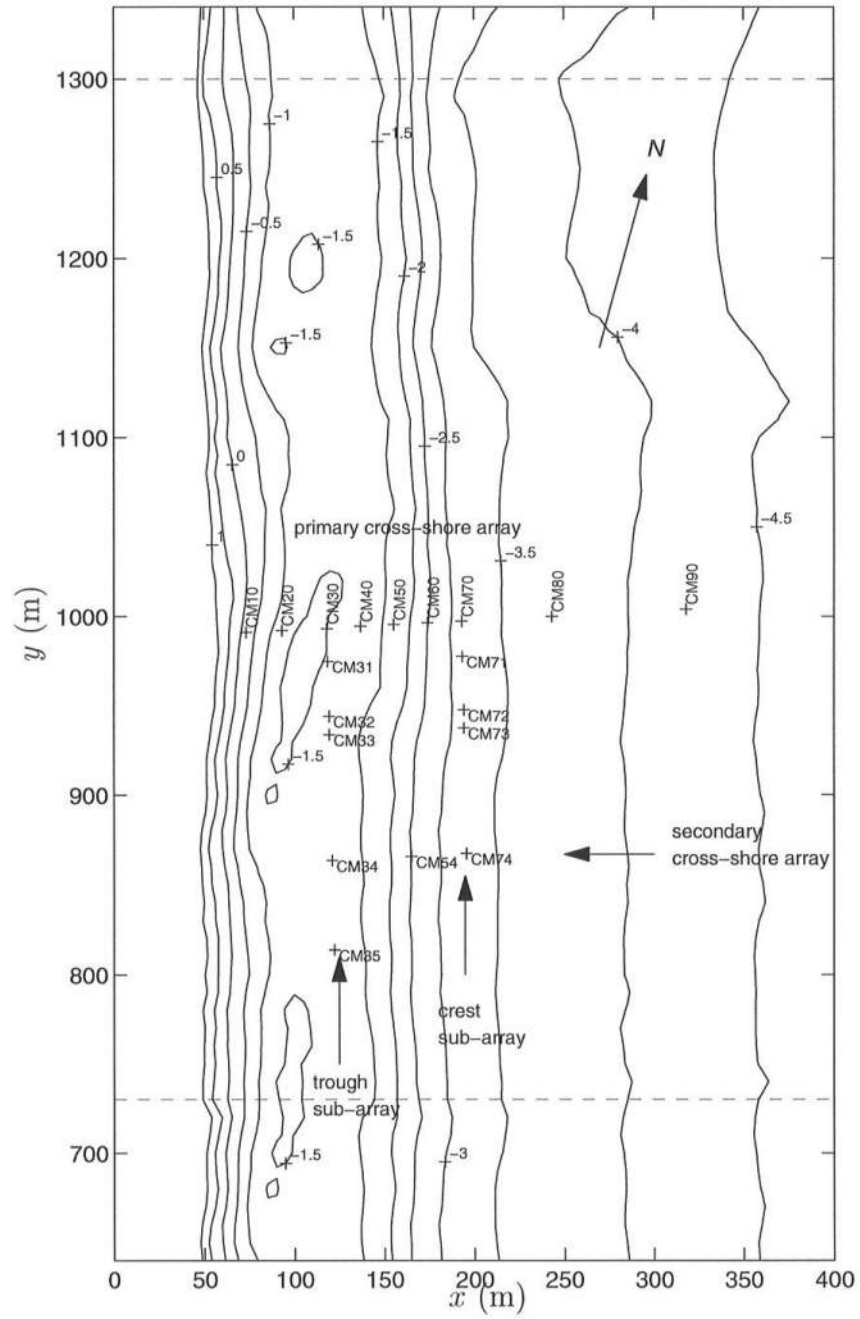 1300
−1
−1.5
N
0.5
−0.5
−1.5
1200
−2
−1.5
−4
1100
−2.5
0
primary cross−shore array
−4.5
1
−3.5
1000
CM10
CM20
CM30
CM40
CM50
CM60
CM70
CM80
CM90
CM31
CM71
CM32
CM72
CM33
CM73
−1.5
900
secondary
cross−shore array
CM34
CM54
CM74
CM35
800
crest
sub−array
trough
sub−array
700
−1.5
−3
0
50
100
150
200
250
300
350
400
x (m)
y (m)